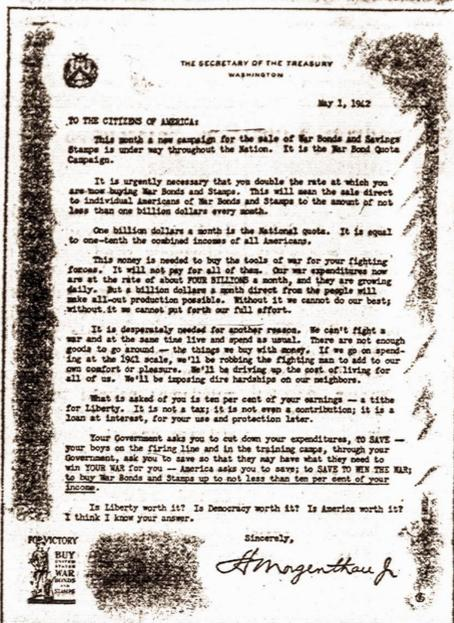 THE SECRETARY OF THE TREASURY
WASHINGTON
May 1, 1942
TO THE CITIZENS OF AMERICA:
This month a new campaign for the sale of War Bonds and Savings
Stamps is under way throughout the Nation. It is the War Bond Quota
Campaign.
It is urgently necessary that you double the rate at which you
are now buying War Bonds and Stamps. This will mean the sale direct
to individual Americans of War Bonds and Stamps to the amount of not
less than one billion dollars every month.
One billion dollars a month is the National quota. It is equal
to one-tenth the combined incomes of all Americans.
This money is needed to buy the tools of war for your fighting
forces. It will not pay for all of them. Our war expenditures now
are at the rate of about FOUR BILLIONS a month, and they are growing
daily. But a billion dollars a month direct from the people will
make all-out production possible. Without it we cannot do our best;
without it we cannot put forth our full effort.
It is desperately needed for another reason. We can't fight a
war and at the same time live and spend as usual. There are not enough
goods to go around — the things we buy with money. If we go on spend-
ing at the 1941 scale, we'll be robbing the fighting man to add to our
own comfort or pleasure. We'll be driving up the cost of living for
all of us. We'll be imposing dire hardships on our neighbors.
What is asked of you is ten per cent of your earnings — a tithe
for Liberty. It is not a tax; it is not even a contribution; it is a
loan at interest, for your use and protection later.
Your Government asks you to cut down your expenditures, TO SAVE —
your boys on the firing line and in the training camps, through your
Government, ask you to save so that they may have what they need to
win YOUR WAR for you — America asks you to save; to SAVE TO WIN THE WAR;
to buy War Bonds and Stamps up to not less than ten per cent of your
income.
Is Liberty worth it? Is Democracy worth it? Is America worth it?
I think I know your answer.
Sincerely,
H Morgenthau Jr
FOR VICTORY
BUY
UNITED
STATES
WAR
BONDS
AND
STAMPS